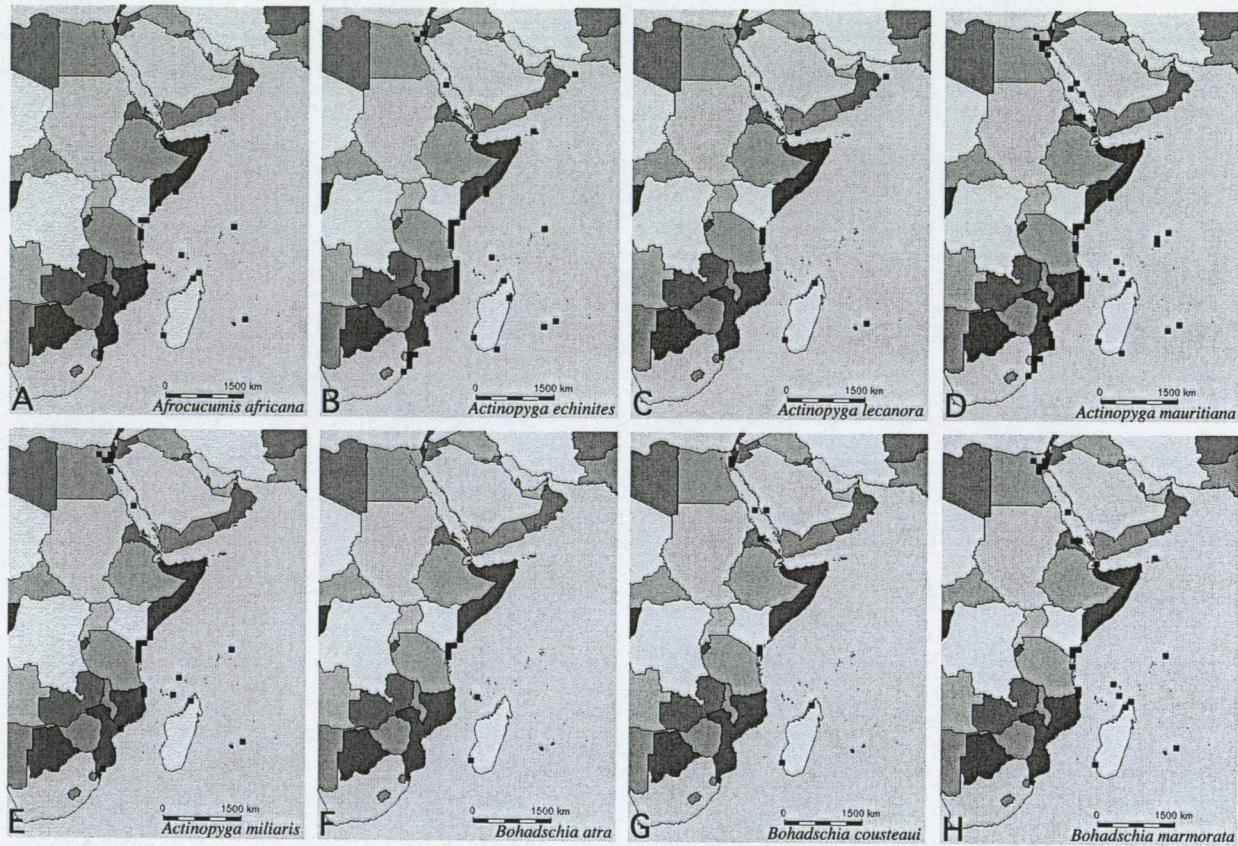 A
0 1500 km
Afrocucumis africana
B
0 1500 km
Actinopyga echinites
C
0 1500 km
Actinopyga lecanora
D
0 1500 km
Actinopyga mauritiana
E
0 1500 km
Actinopyga miliaris
F
0 1500 km
Bohadschia atra
G
0 1500 km
Bohadschia cousteaui
H
0 1500 km
Bohadschia marmorata